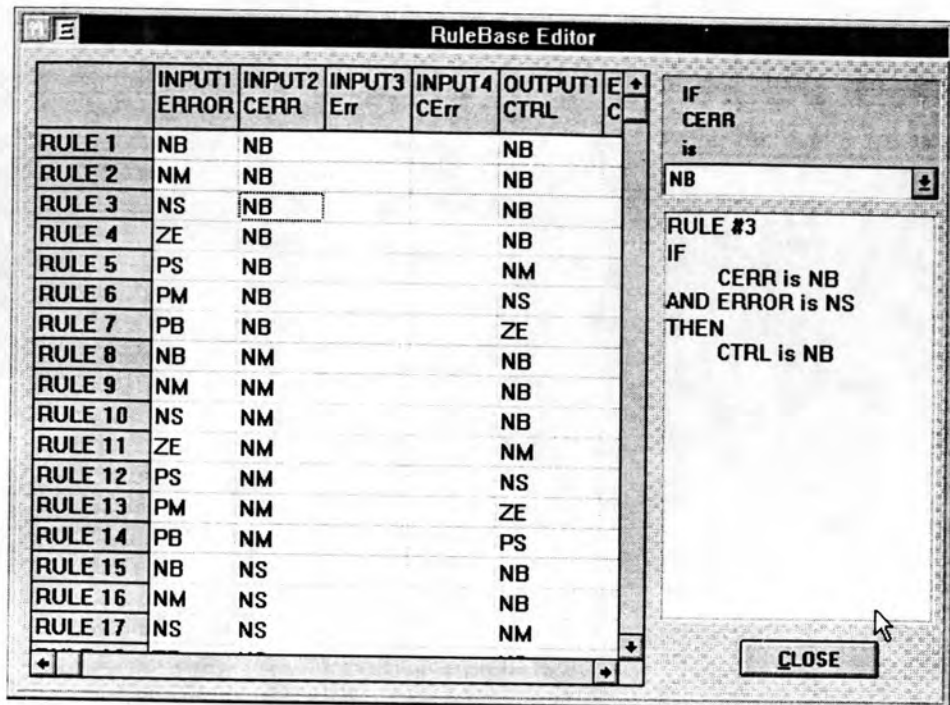 RuleBase Editor
INPUT1 INPUT2 INPUT3 INPUT4 OUTPUT1 E
ERROR CERR Err CErr CTRL C
RULE 1 NB NB NB
RULE 2 NM NB NB
RULE 3 NS NB NB
RULE 4 ZE NB NB
RULE 5 PS NB NM
RULE 6 PM NB NS
RULE 7 PB NB ZE
RULE 8 NB NM NB
RULE 9 NM NM NB
RULE 10 NS NM NB
RULE 11 ZE NM NM
RULE 12 PS NM NS
RULE 13 PM NM ZE
RULE 14 PB NM PS
RULE 15 NB NS NB
RULE 16 NM NS NB
RULE 17 NS NS NM
IF
CERR
is
NB
RULE #3
IF
CERR is NB
AND ERROR is NS
THEN
CTRL is NB
CLOSE